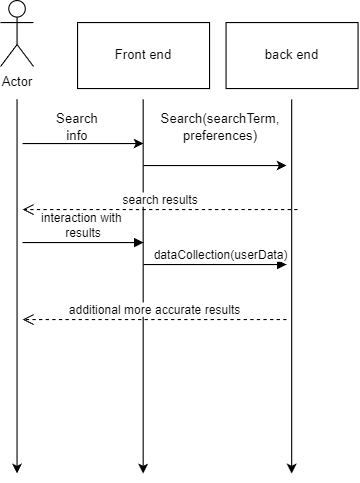 Actor
Front end
back end
Search
info
Search(searchTerm,
preferences)
search results
interaction with
results
dataCollection(userData)
additional more accurate results